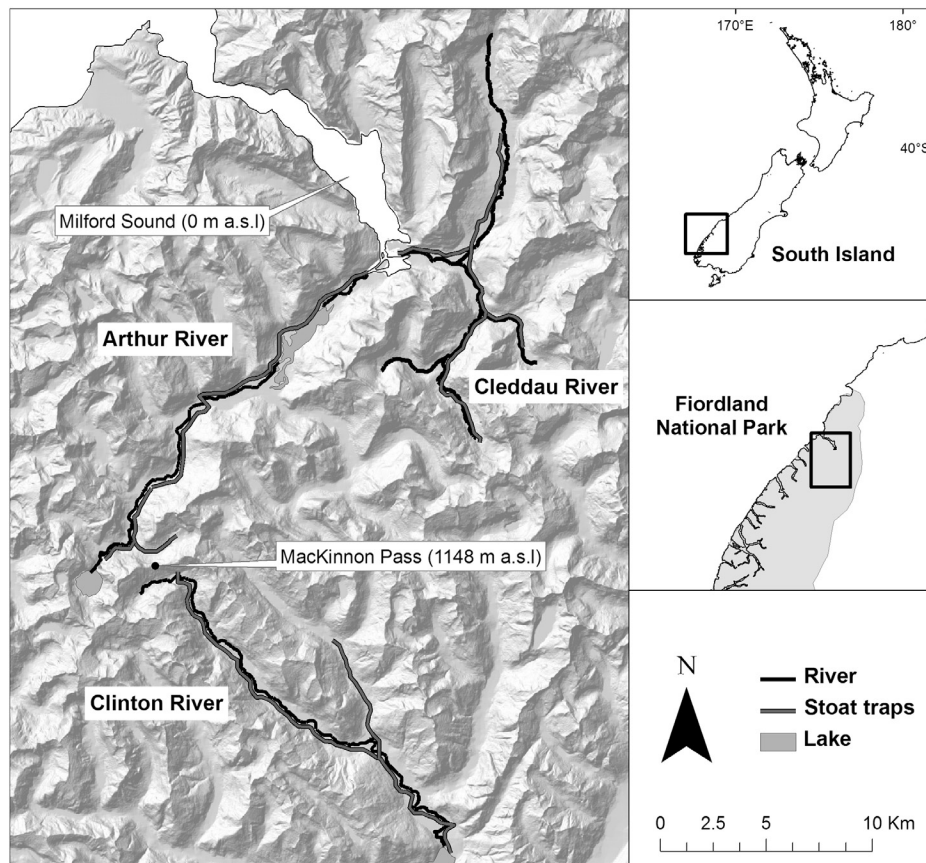 Milford Sound (0 m a.s.l)
Arthur River
Cleddau River
MacKinnon Pass (1148 m a.s.l)
Clinton River
170°E
180°
40°S
South Island
Fiordland
National Park
N
River
Stoat traps
Lake
0 2.5 5 10 Km